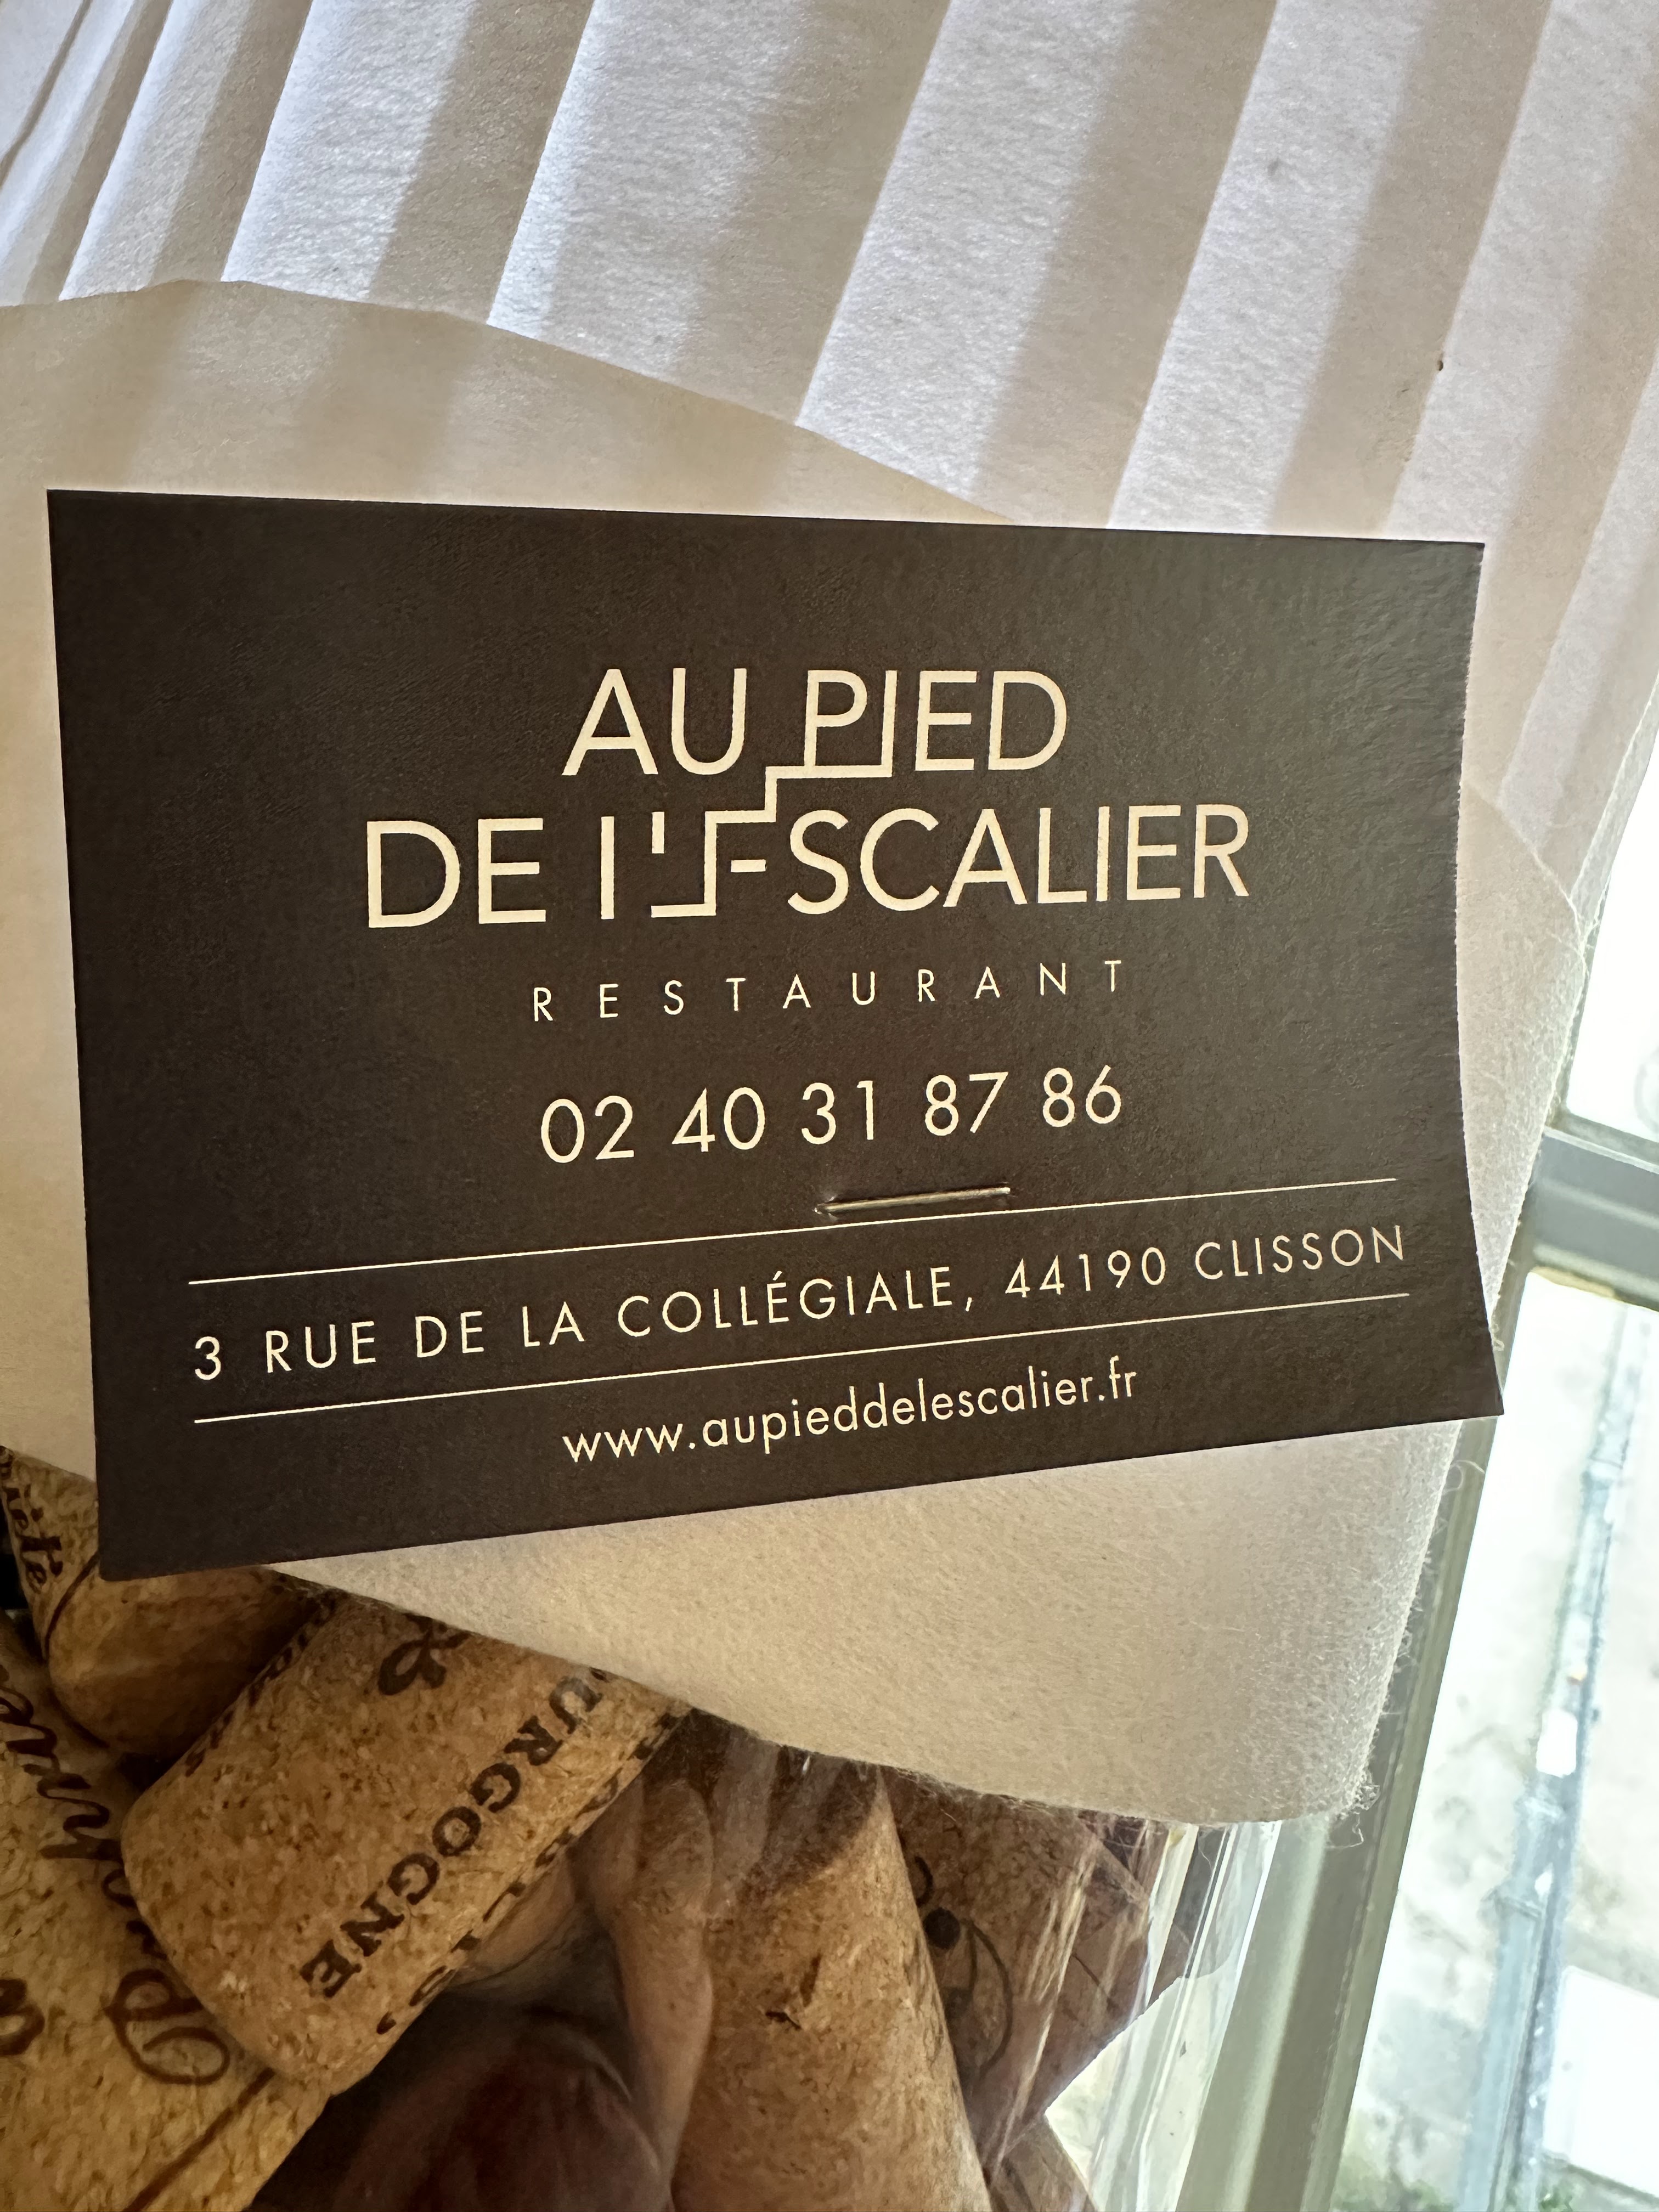 AU PIED
DE L'ESCALIER
RESTAURANT
02 40 31 87 86
3 RUE DE LA COLLÉGIALE, 44190 CLISSON
www.aupieddelescalier.fr
URGOGNE